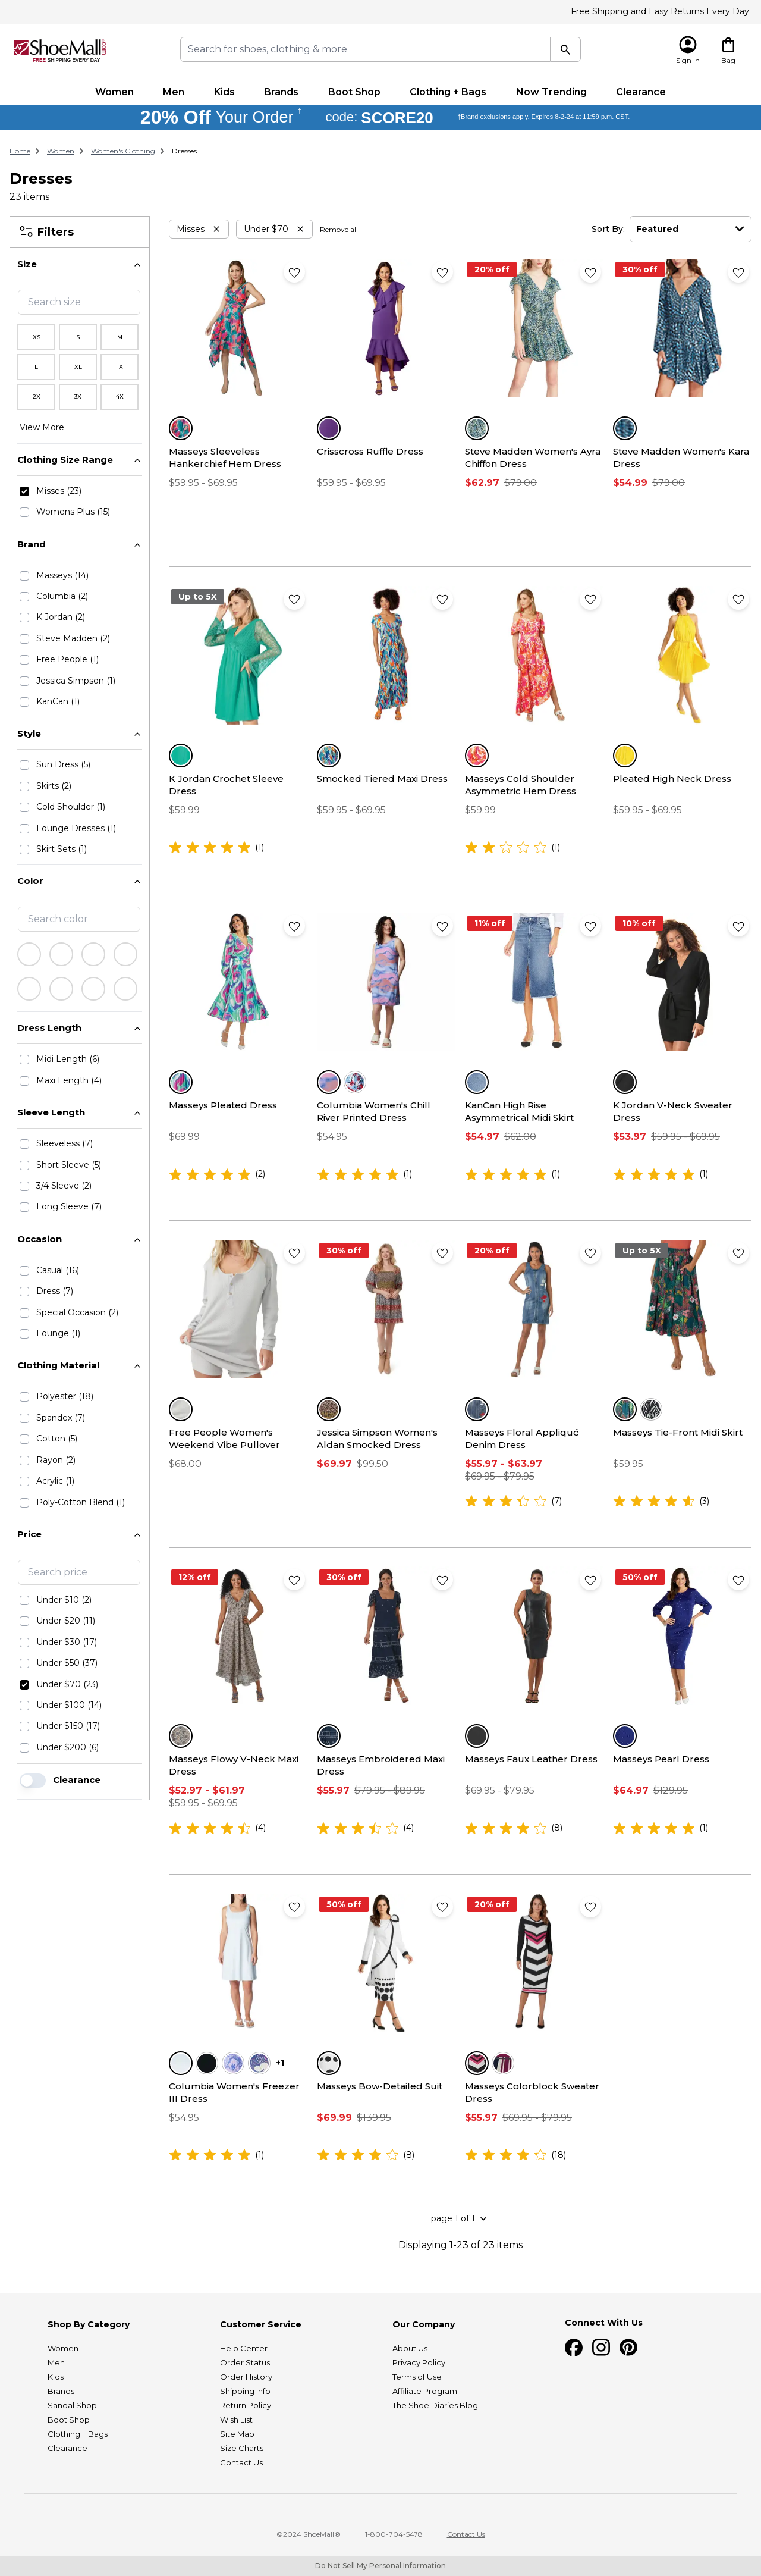 Free Shipping and Easy Returns Every Day
ShoeMall.com
FREE SHIPPING EVERY DAY
Search for shoes, clothing & more
Sign In
Bag
Women Men Kids Brands Boot Shop Clothing + Bags Now Trending Clearance
20% Off Your Order † code: SCORE20 †Brand exclusions apply. Expires 8-2-24 at 11:59 p.m. CST.
Home > Women > Women's Clothing > Dresses
Dresses
23 items
Filters
Size
Search size
XS S M
L XL 1X
2X 3X 4X
View More
Clothing Size Range
Misses (23)
Womens Plus (15)
Brand
Masseys (14)
Columbia (2)
K Jordan (2)
Steve Madden (2)
Free People (1)
Jessica Simpson (1)
KanCan (1)
Style
Sun Dress (5)
Skirts (2)
Cold Shoulder (1)
Lounge Dresses (1)
Skirt Sets (1)
Color
Search color
Dress Length
Midi Length (6)
Maxi Length (4)
Sleeve Length
Sleeveless (7)
Short Sleeve (5)
3/4 Sleeve (2)
Long Sleeve (7)
Occasion
Casual (16)
Dress (7)
Special Occasion (2)
Lounge (1)
Clothing Material
Polyester (18)
Spandex (7)
Cotton (5)
Rayon (2)
Acrylic (1)
Poly-Cotton Blend (1)
Price
Search price
Under $10 (2)
Under $20 (11)
Under $30 (17)
Under $50 (37)
Under $70 (23)
Under $100 (14)
Under $150 (17)
Under $200 (6)
Clearance
Misses ✕ Under $70 ✕ Remove all
Sort By: Featured
Masseys Sleeveless
Hankerchief Hem Dress
$59.95 - $69.95
Crisscross Ruffle Dress
$59.95 - $69.95
20% off
Steve Madden Women's Ayra
Chiffon Dress
$62.97 $79.00
30% off
Steve Madden Women's Kara
Dress
$54.99 $79.00
Up to 5X
K Jordan Crochet Sleeve
Dress
$59.99
(1)
Smocked Tiered Maxi Dress
$59.95 - $69.95
Masseys Cold Shoulder
Asymmetric Hem Dress
$59.99
(1)
Pleated High Neck Dress
$59.95 - $69.95
Masseys Pleated Dress
$69.99
(2)
Columbia Women's Chill
River Printed Dress
$54.95
(1)
11% off
KanCan High Rise
Asymmetrical Midi Skirt
$54.97 $62.00
(1)
10% off
K Jordan V-Neck Sweater
Dress
$53.97 $59.95 - $69.95
(1)
Free People Women's
Weekend Vibe Pullover
$68.00
30% off
Jessica Simpson Women's
Aldan Smocked Dress
$69.97 $99.50
20% off
Masseys Floral Appliqué
Denim Dress
$55.97 - $63.97
$69.95 - $79.95
(7)
Up to 5X
Masseys Tie-Front Midi Skirt
$59.95
(3)
12% off
Masseys Flowy V-Neck Maxi
Dress
$52.97 - $61.97
$59.95 - $69.95
(4)
30% off
Masseys Embroidered Maxi
Dress
$55.97 $79.95 - $89.95
(4)
Masseys Faux Leather Dress
$69.95 - $79.95
(8)
50% off
Masseys Pearl Dress
$64.97 $129.95
(1)
+1
Columbia Women's Freezer
III Dress
$54.95
(1)
50% off
Masseys Bow-Detailed Suit
$69.99 $139.95
(8)
20% off
Masseys Colorblock Sweater
Dress
$55.97 $69.95 - $79.95
(18)
page 1 of 1
Displaying 1-23 of 23 items
Shop By Category
Women
Men
Kids
Brands
Sandal Shop
Boot Shop
Clothing + Bags
Clearance
Customer Service
Help Center
Order Status
Order History
Shipping Info
Return Policy
Wish List
Site Map
Size Charts
Contact Us
Our Company
About Us
Privacy Policy
Terms of Use
Affiliate Program
The Shoe Diaries Blog
Connect With Us
©2024 ShoeMall® | 1-800-704-5478 | Contact Us
Do Not Sell My Personal Information